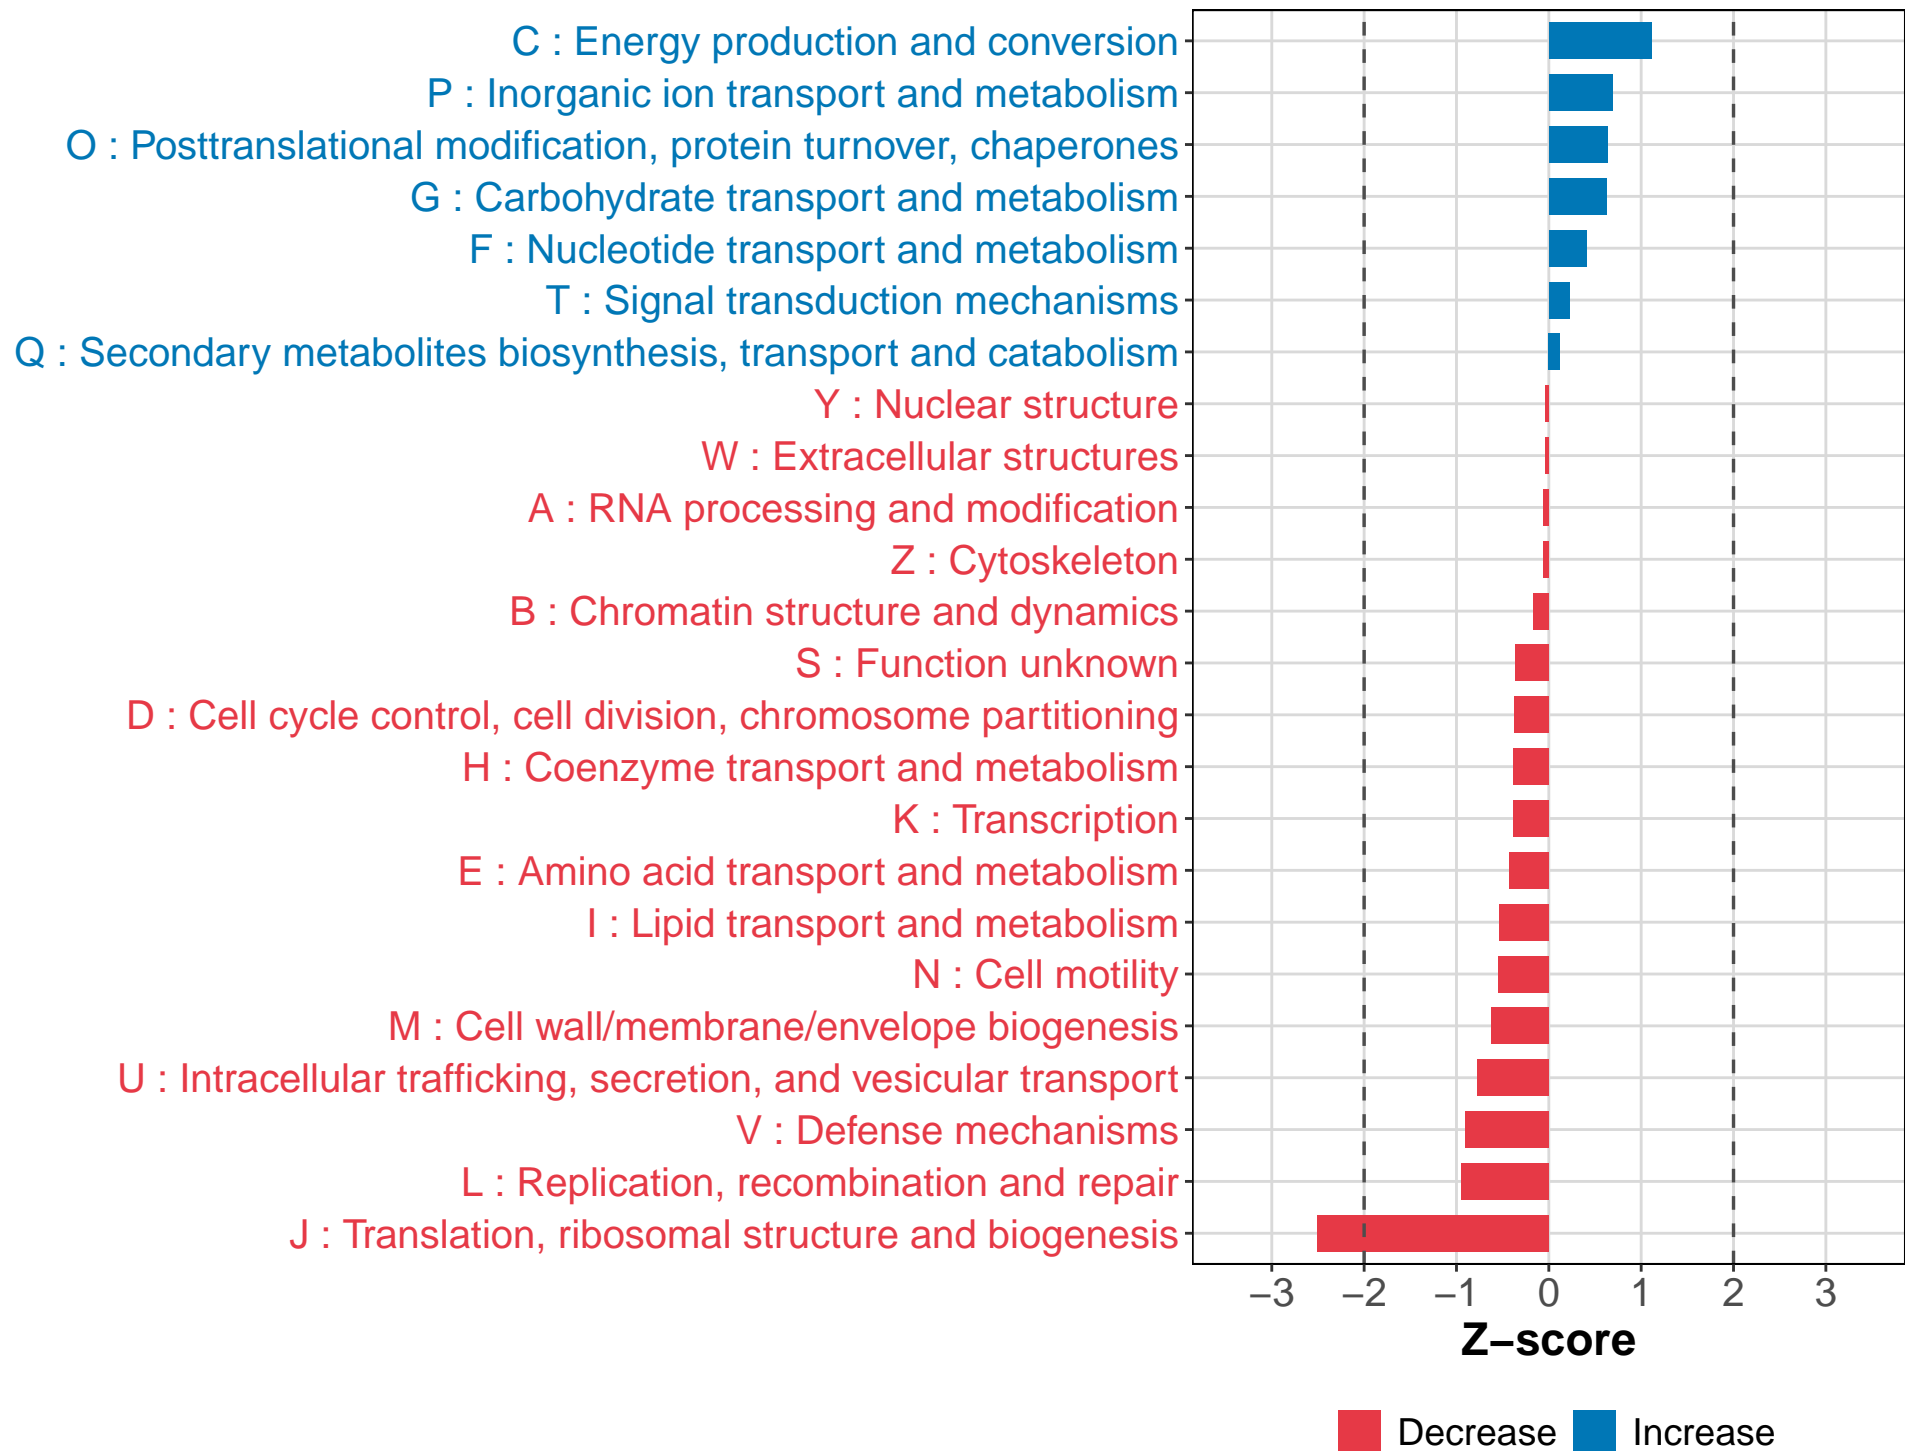 C : Energy production and conversion
P : Inorganic ion transport and metabolism
O : Posttranslational modification, protein turnover, chaperones
G : Carbohydrate transport and metabolism
F : Nucleotide transport and metabolism
T : Signal transduction mechanisms
Q : Secondary metabolites biosynthesis, transport and catabolism
Y : Nuclear structure
W : Extracellular structures
A : RNA processing and modification
Z : Cytoskeleton
B : Chromatin structure and dynamics
S : Function unknown
D : Cell cycle control, cell division, chromosome partitioning
H : Coenzyme transport and metabolism
K : Transcription
E : Amino acid transport and metabolism
I : Lipid transport and metabolism
N : Cell motility
M : Cell wall/membrane/envelope biogenesis
U : Intracellular trafficking, secretion, and vesicular transport
V : Defense mechanisms
L : Replication, recombination and repair
J : Translation, ribosomal structure and biogenesis
−3 −2 −1 0 1 2 3
Z−score
Decrease Increase